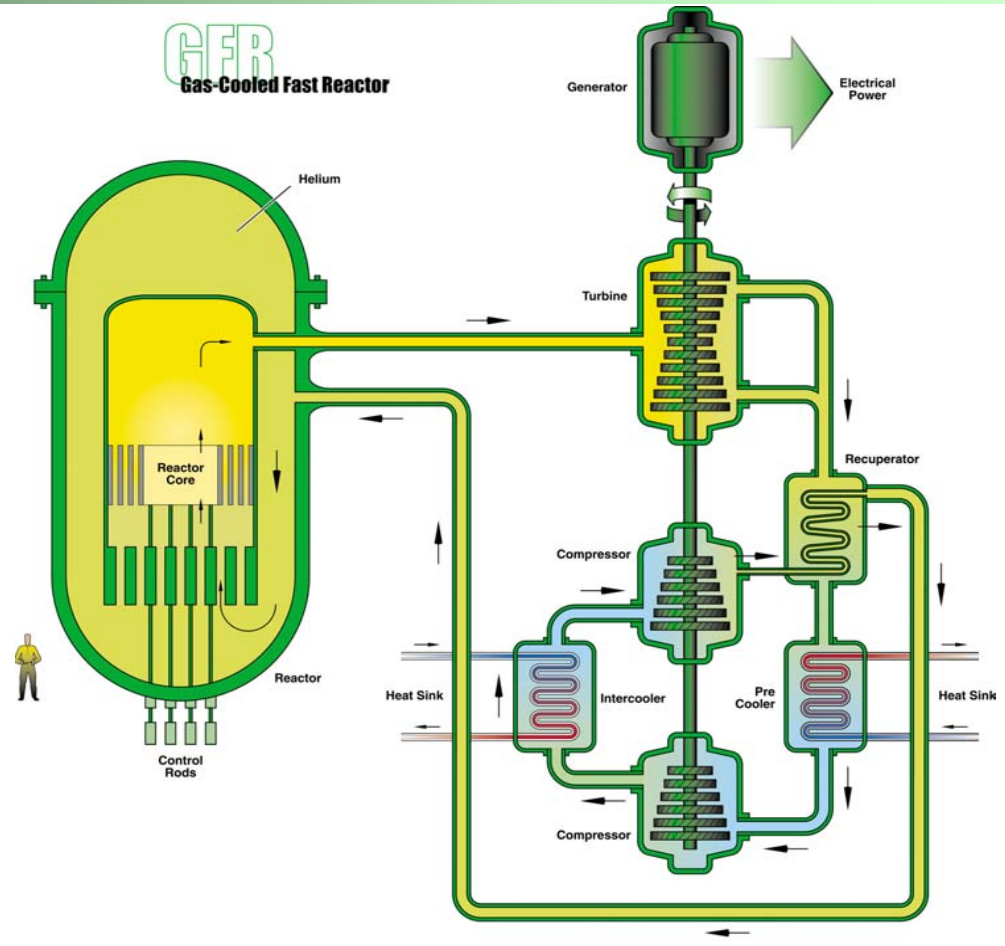 GFR
Gas-Cooled Fast Reactor
Generator
Electrical
Power
Helium
Turbine
Recuperator
Reactor
Core
Compressor
Reactor
Heat Sink
Intercooler
Pre
Cooler
Heat Sink
Control
Rods
Compressor